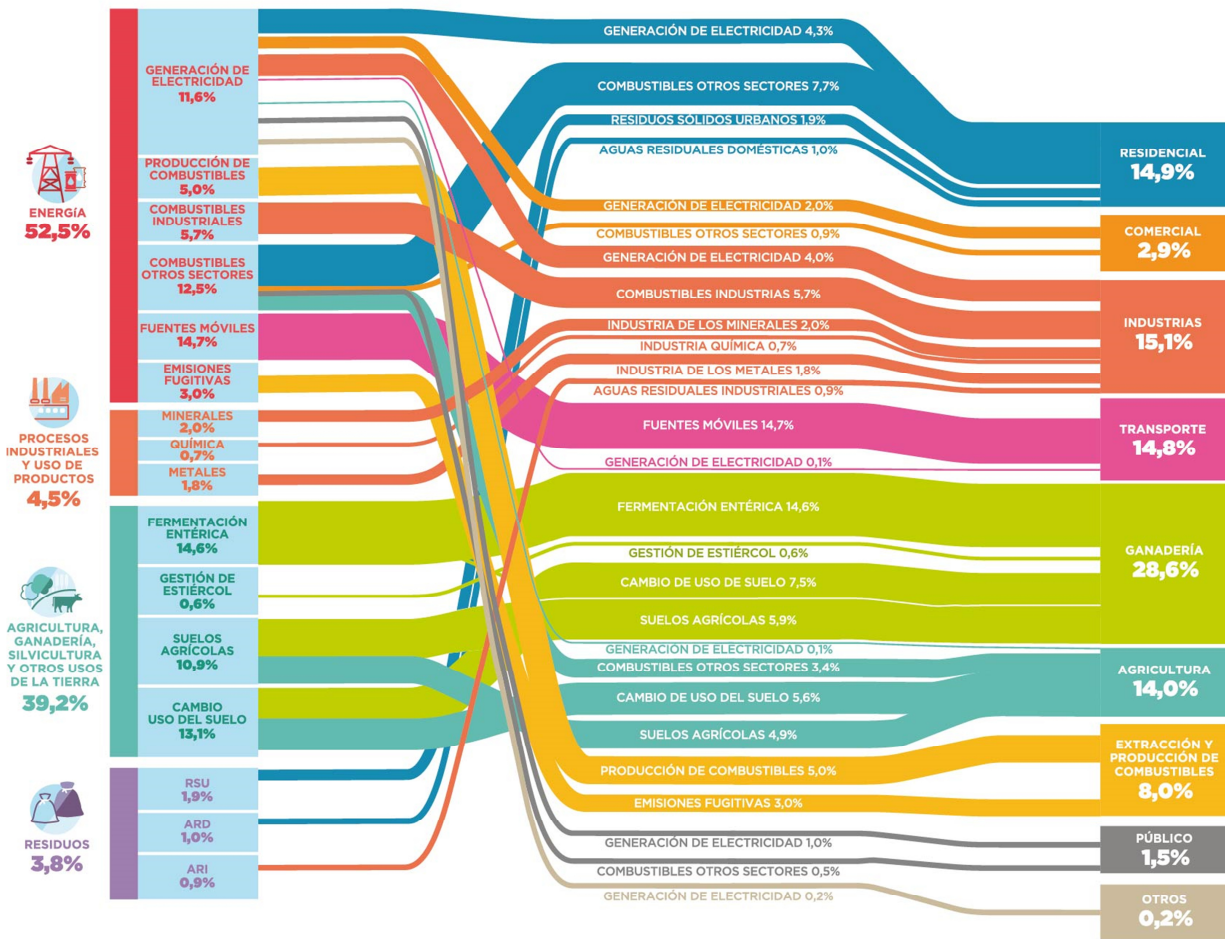 ENERGÍA
52,5%
PROCESOS
INDUSTRIALES
Y USO DE
PRODUCTOS
4,5%
AGRICULTURA,
GANADERÍA,
SILVICULTURA
Y OTROS USOS
DE LA TIERRA
39,2%
RESIDUOS
3,8%
GENERACIÓN DE
ELECTRICIDAD
11,6%
PRODUCCIÓN DE
COMBUSTIBLES
5,0%
COMBUSTIBLES
INDUSTRIALES
5,7%
COMBUSTIBLES
OTROS SECTORES
12,5%
FUENTES MÓVILES
14,7%
EMISIONES
FUGITIVAS
3,0%
MINERALES
2,0%
QUÍMICA
0,7%
METALES
1,8%
FERMENTACIÓN
ENTÉRICA
14,6%
GESTIÓN DE
ESTIÉRCOL
0,6%
SUELOS
AGRÍCOLAS
10,9%
CAMBIO
USO DEL SUELO
13,1%
RSU
1,9%
ARD
1,0%
ARI
0,9%
GENERACIÓN DE ELECTRICIDAD 4,3%
COMBUSTIBLES OTROS SECTORES 7,7%
RESIDUOS SÓLIDOS URBANOS 1,9%
AGUAS RESIDUALES DOMÉSTICAS 1,0%
GENERACIÓN DE ELECTRICIDAD 2,0%
COMBUSTIBLES OTROS SECTORES 0,9%
GENERACIÓN DE ELECTRICIDAD 4,0%
COMBUSTIBLES INDUSTRIAS 5,7%
INDUSTRIA DE LOS MINERALES 2,0%
INDUSTRIA QUÍMICA 0,7%
INDUSTRIA DE LOS METALES 1,8%
AGUAS RESIDUALES INDUSTRIALES 0,9%
FUENTES MÓVILES 14,7%
GENERACIÓN DE ELECTRICIDAD 0,1%
FERMENTACIÓN ENTÉRICA 14,6%
GESTIÓN DE ESTIÉRCOL 0,6%
CAMBIO DE USO DE SUELO 7,5%
SUELOS AGRÍCOLAS 5,9%
GENERACIÓN DE ELECTRICIDAD 0,1%
COMBUSTIBLES OTROS SECTORES 3,4%
CAMBIO DE USO DEL SUELO 5,6%
SUELOS AGRÍCOLAS 4,9%
PRODUCCIÓN DE COMBUSTIBLES 5,0%
EMISIONES FUGITIVAS 3,0%
GENERACIÓN DE ELECTRICIDAD 1,0%
COMBUSTIBLES OTROS SECTORES 0,5%
GENERACIÓN DE ELECTRICIDAD 0,2%
RESIDENCIAL
14,9%
COMERCIAL
2,9%
INDUSTRIAS
15,1%
TRANSPORTE
14,8%
GANADERÍA
28,6%
AGRICULTURA
14,0%
EXTRACCIÓN Y
PRODUCCIÓN DE
COMBUSTIBLES
8,0%
PÚBLICO
1,5%
OTROS
0,2%